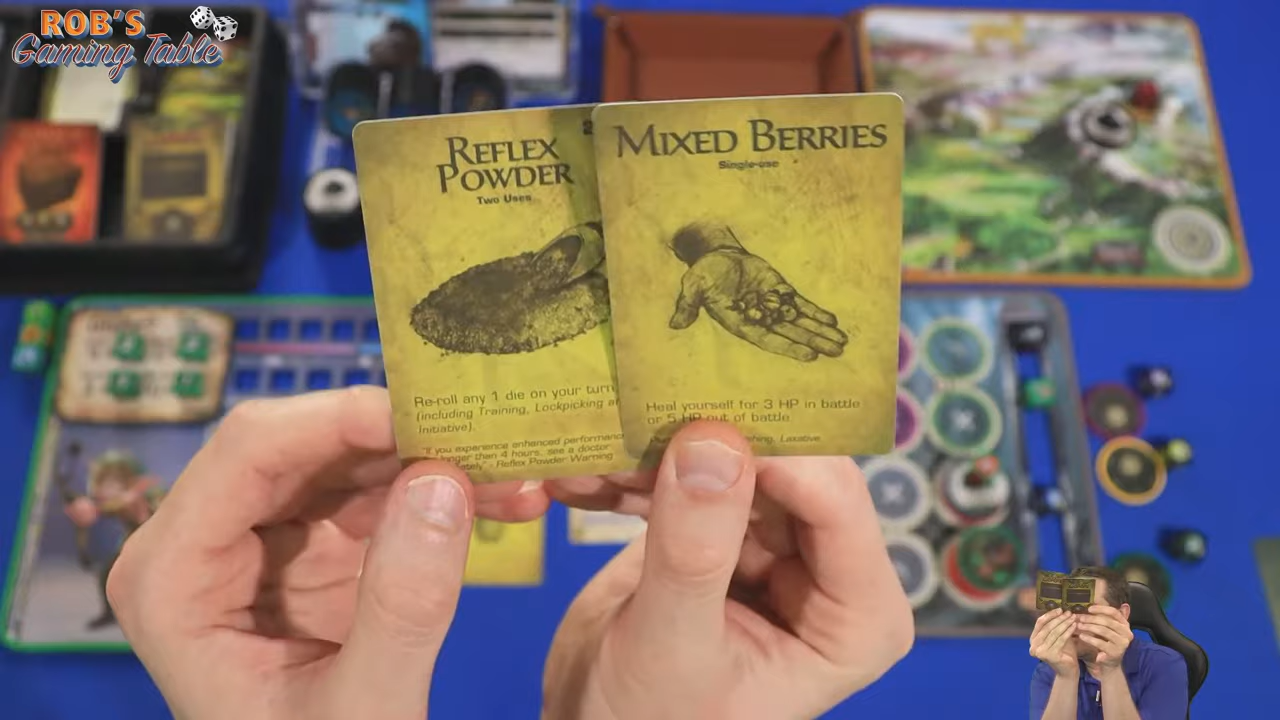 ROB'S
Gaming Table
REFLEX
POWDER
Two Uses
Re-roll any 1 die on your turn
(including Training, Lockpicking
Initiative).
"If you experience enhanced performance
longer than 4 hours, see a doctor
- Reflex Powder Warning
MIXED BERRIES
Single-use
Heal yourself for 3 HP in battle
or 5 HP out of battle
Laxative